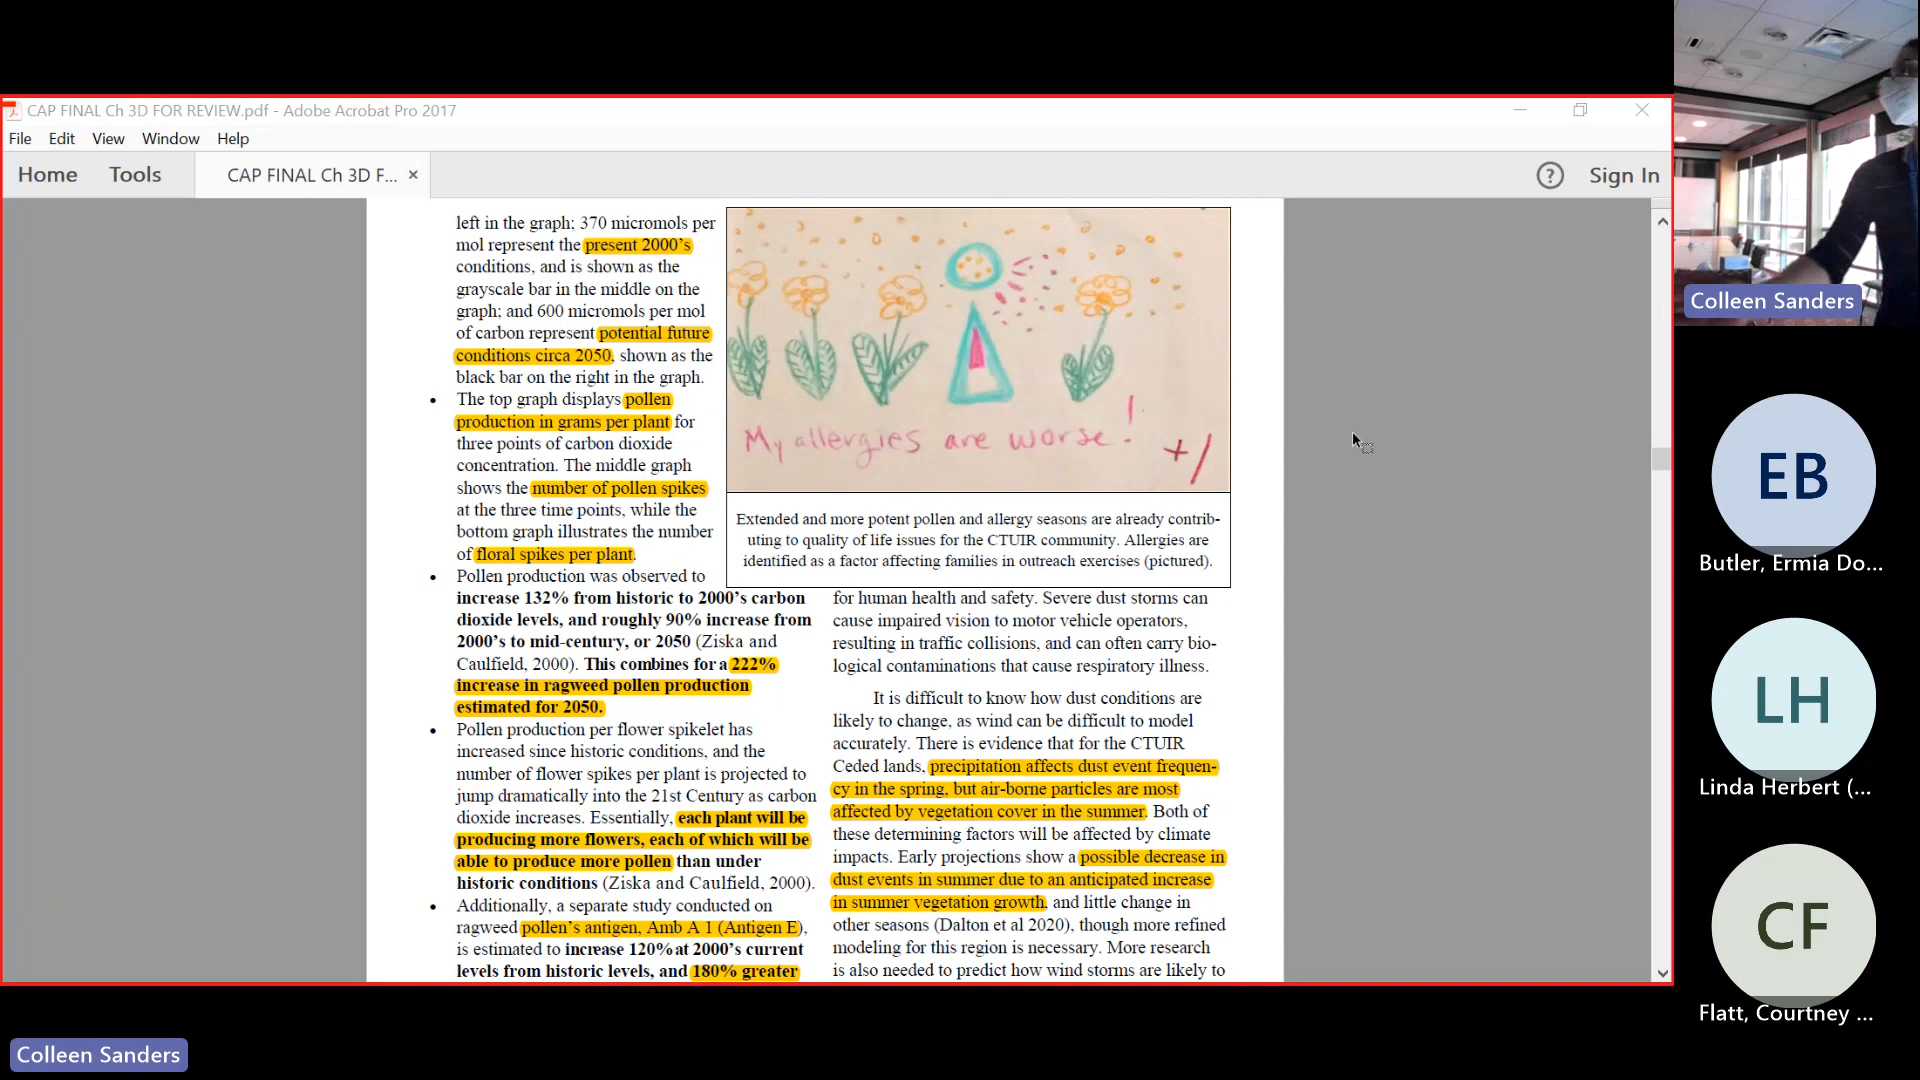 CAP FINAL Ch 3D FOR REVIEW.pdf - Adobe Acrobat Pro 2017
File Edit View Window Help
Home Tools CAP FINAL Ch 3D F... × ? Sign In
left in the graph; 370 micromols per
mol represent the present 2000's
conditions, and is shown as the
grayscale bar in the middle on the
graph; and 600 micromols per mol
of carbon represent potential future
conditions circa 2050, shown as the
black bar on the right in the graph.
• The top graph displays pollen
production in grams per plant for
three points of carbon dioxide
concentration. The middle graph
shows the number of pollen spikes
at the three time points, while the
bottom graph illustrates the number
of floral spikes per plant.
• Pollen production was observed to
increase 132% from historic to 2000's carbon
dioxide levels, and roughly 90% increase from
2000's to mid-century, or 2050 (Ziska and
Caulfield, 2000). This combines for a 222%
increase in ragweed pollen production
estimated for 2050.
• Pollen production per flower spikelet has
increased since historic conditions, and the
number of flower spikes per plant is projected to
jump dramatically into the 21st Century as carbon
dioxide increases. Essentially, each plant will be
producing more flowers, each of which will be
able to produce more pollen than under
historic conditions (Ziska and Caulfield, 2000).
• Additionally, a separate study conducted on
ragweed pollen's antigen, Amb A 1 (Antigen E),
is estimated to increase 120% at 2000's current
levels from historic levels, and 180% greater
My allergies are worse!
+/
Extended and more potent pollen and allergy seasons are already contrib-
uting to quality of life issues for the CTUIR community. Allergies are
identified as a factor affecting families in outreach exercises (pictured).
for human health and safety. Severe dust storms can
cause impaired vision to motor vehicle operators,
resulting in traffic collisions, and can often carry bio-
logical contaminations that cause respiratory illness.
It is difficult to know how dust conditions are
likely to change, as wind can be difficult to model
accurately. There is evidence that for the CTUIR
Ceded lands, precipitation affects dust event frequen-
cy in the spring, but air-borne particles are most
affected by vegetation cover in the summer. Both of
these determining factors will be affected by climate
impacts. Early projections show a possible decrease in
dust events in summer due to an anticipated increase
in summer vegetation growth, and little change in
other seasons (Dalton et al 2020), though more refined
modeling for this region is necessary. More research
is also needed to predict how wind storms are likely to
Colleen Sanders
EB
Butler, Ermia Do...
LH
Linda Herbert (...
CF
Flatt, Courtney ...
Colleen Sanders